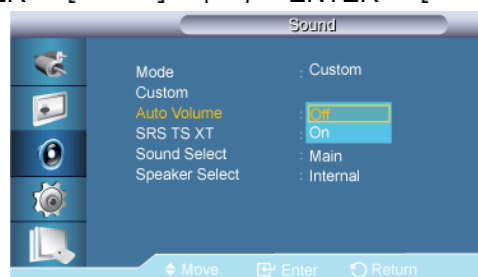 Sound
Mode : Custom
Custom
Auto Volume : Off
SRS TS XT : On
Sound Select : Main
Speaker Select : Internal
Move Enter Return